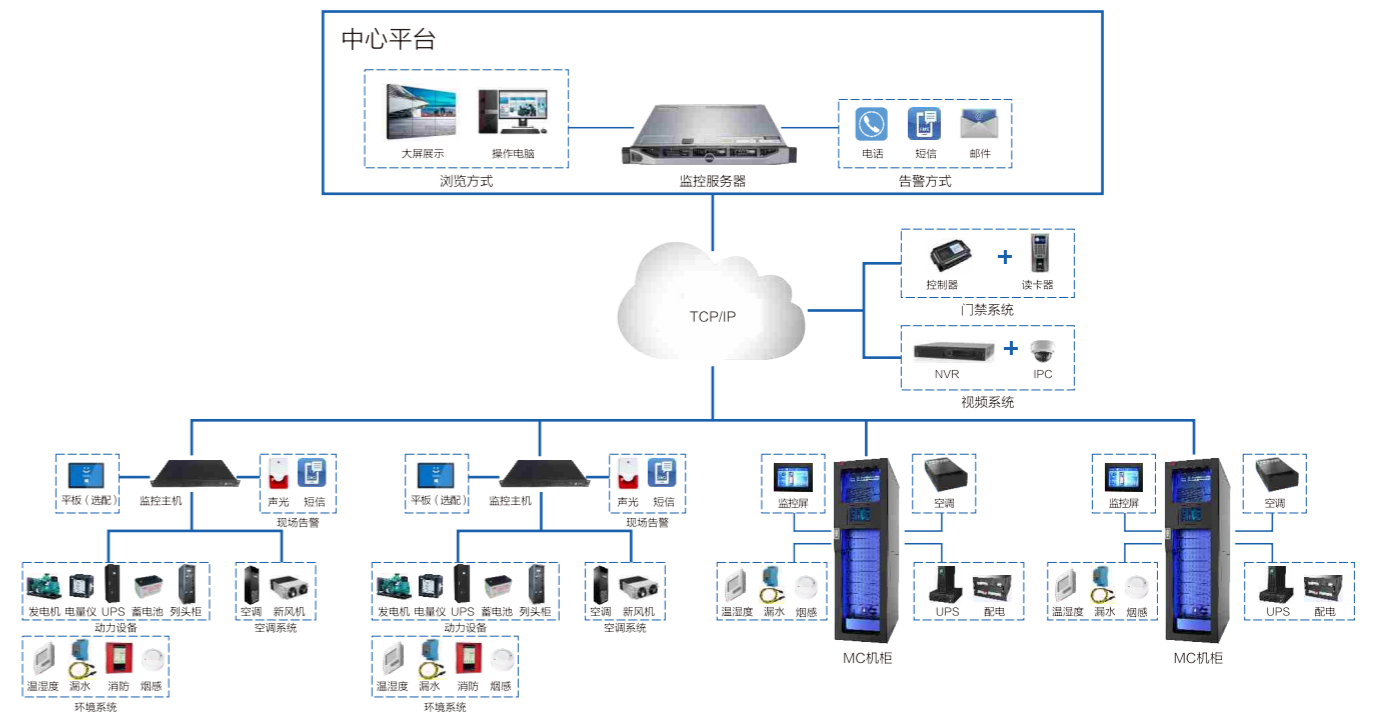 中心平台
大屏展示 操作电脑
电话 短信 邮件
浏览方式 监控服务器 告警方式
TCP/IP
控制器 读卡器
门禁系统
NVR IPC
视频系统
平板（选配） 监控主机 声光 短信
现场告警
平板（选配） 监控主机 声光 短信
现场告警
监控屏 空调
监控屏 空调
发电机 电量仪 UPS 蓄电池 列头柜
动力设备
空调 新风机
空调系统
发电机 电量仪 UPS 蓄电池 列头柜
动力设备
空调 新风机
空调系统
温湿度 漏水 烟感
UPS 配电
温湿度 漏水 烟感
UPS 配电
MC机柜
MC机柜
温湿度 漏水 消防 烟感
环境系统
温湿度 漏水 消防 烟感
环境系统